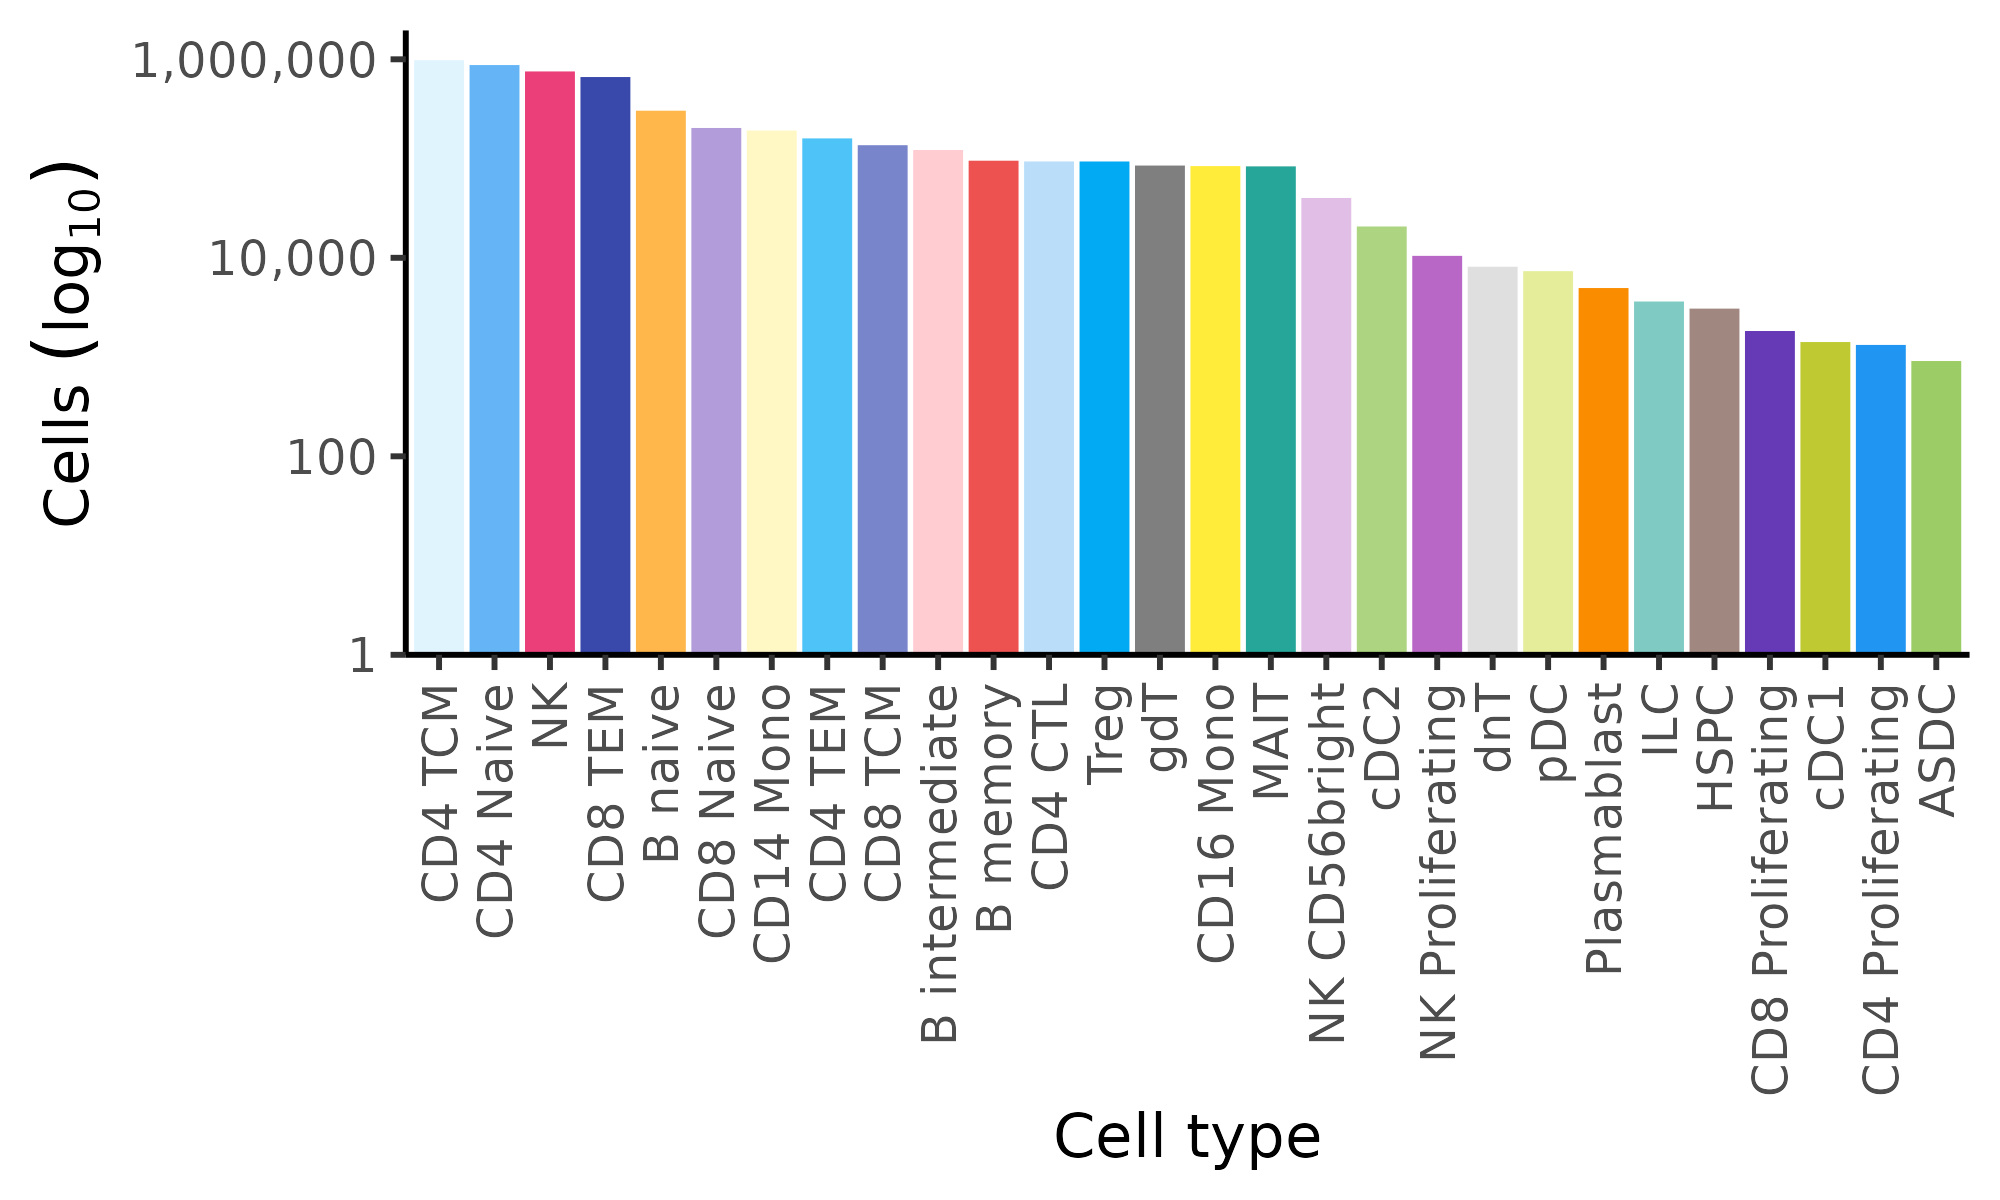 1,000,000
10,000
100
1
Cells (log10)
CD4 TCM
CD4 Naive
NK
CD8 TEM
B naive
CD8 Naive
CD14 Mono
CD4 TEM
CD8 TCM
B intermediate
B memory
CD4 CTL
Treg
gdT
CD16 Mono
MAIT
NK CD56bright
cDC2
NK Proliferating
dnT
pDC
Plasmablast
ILC
HSPC
CD8 Proliferating
cDC1
CD4 Proliferating
ASDC
Cell type